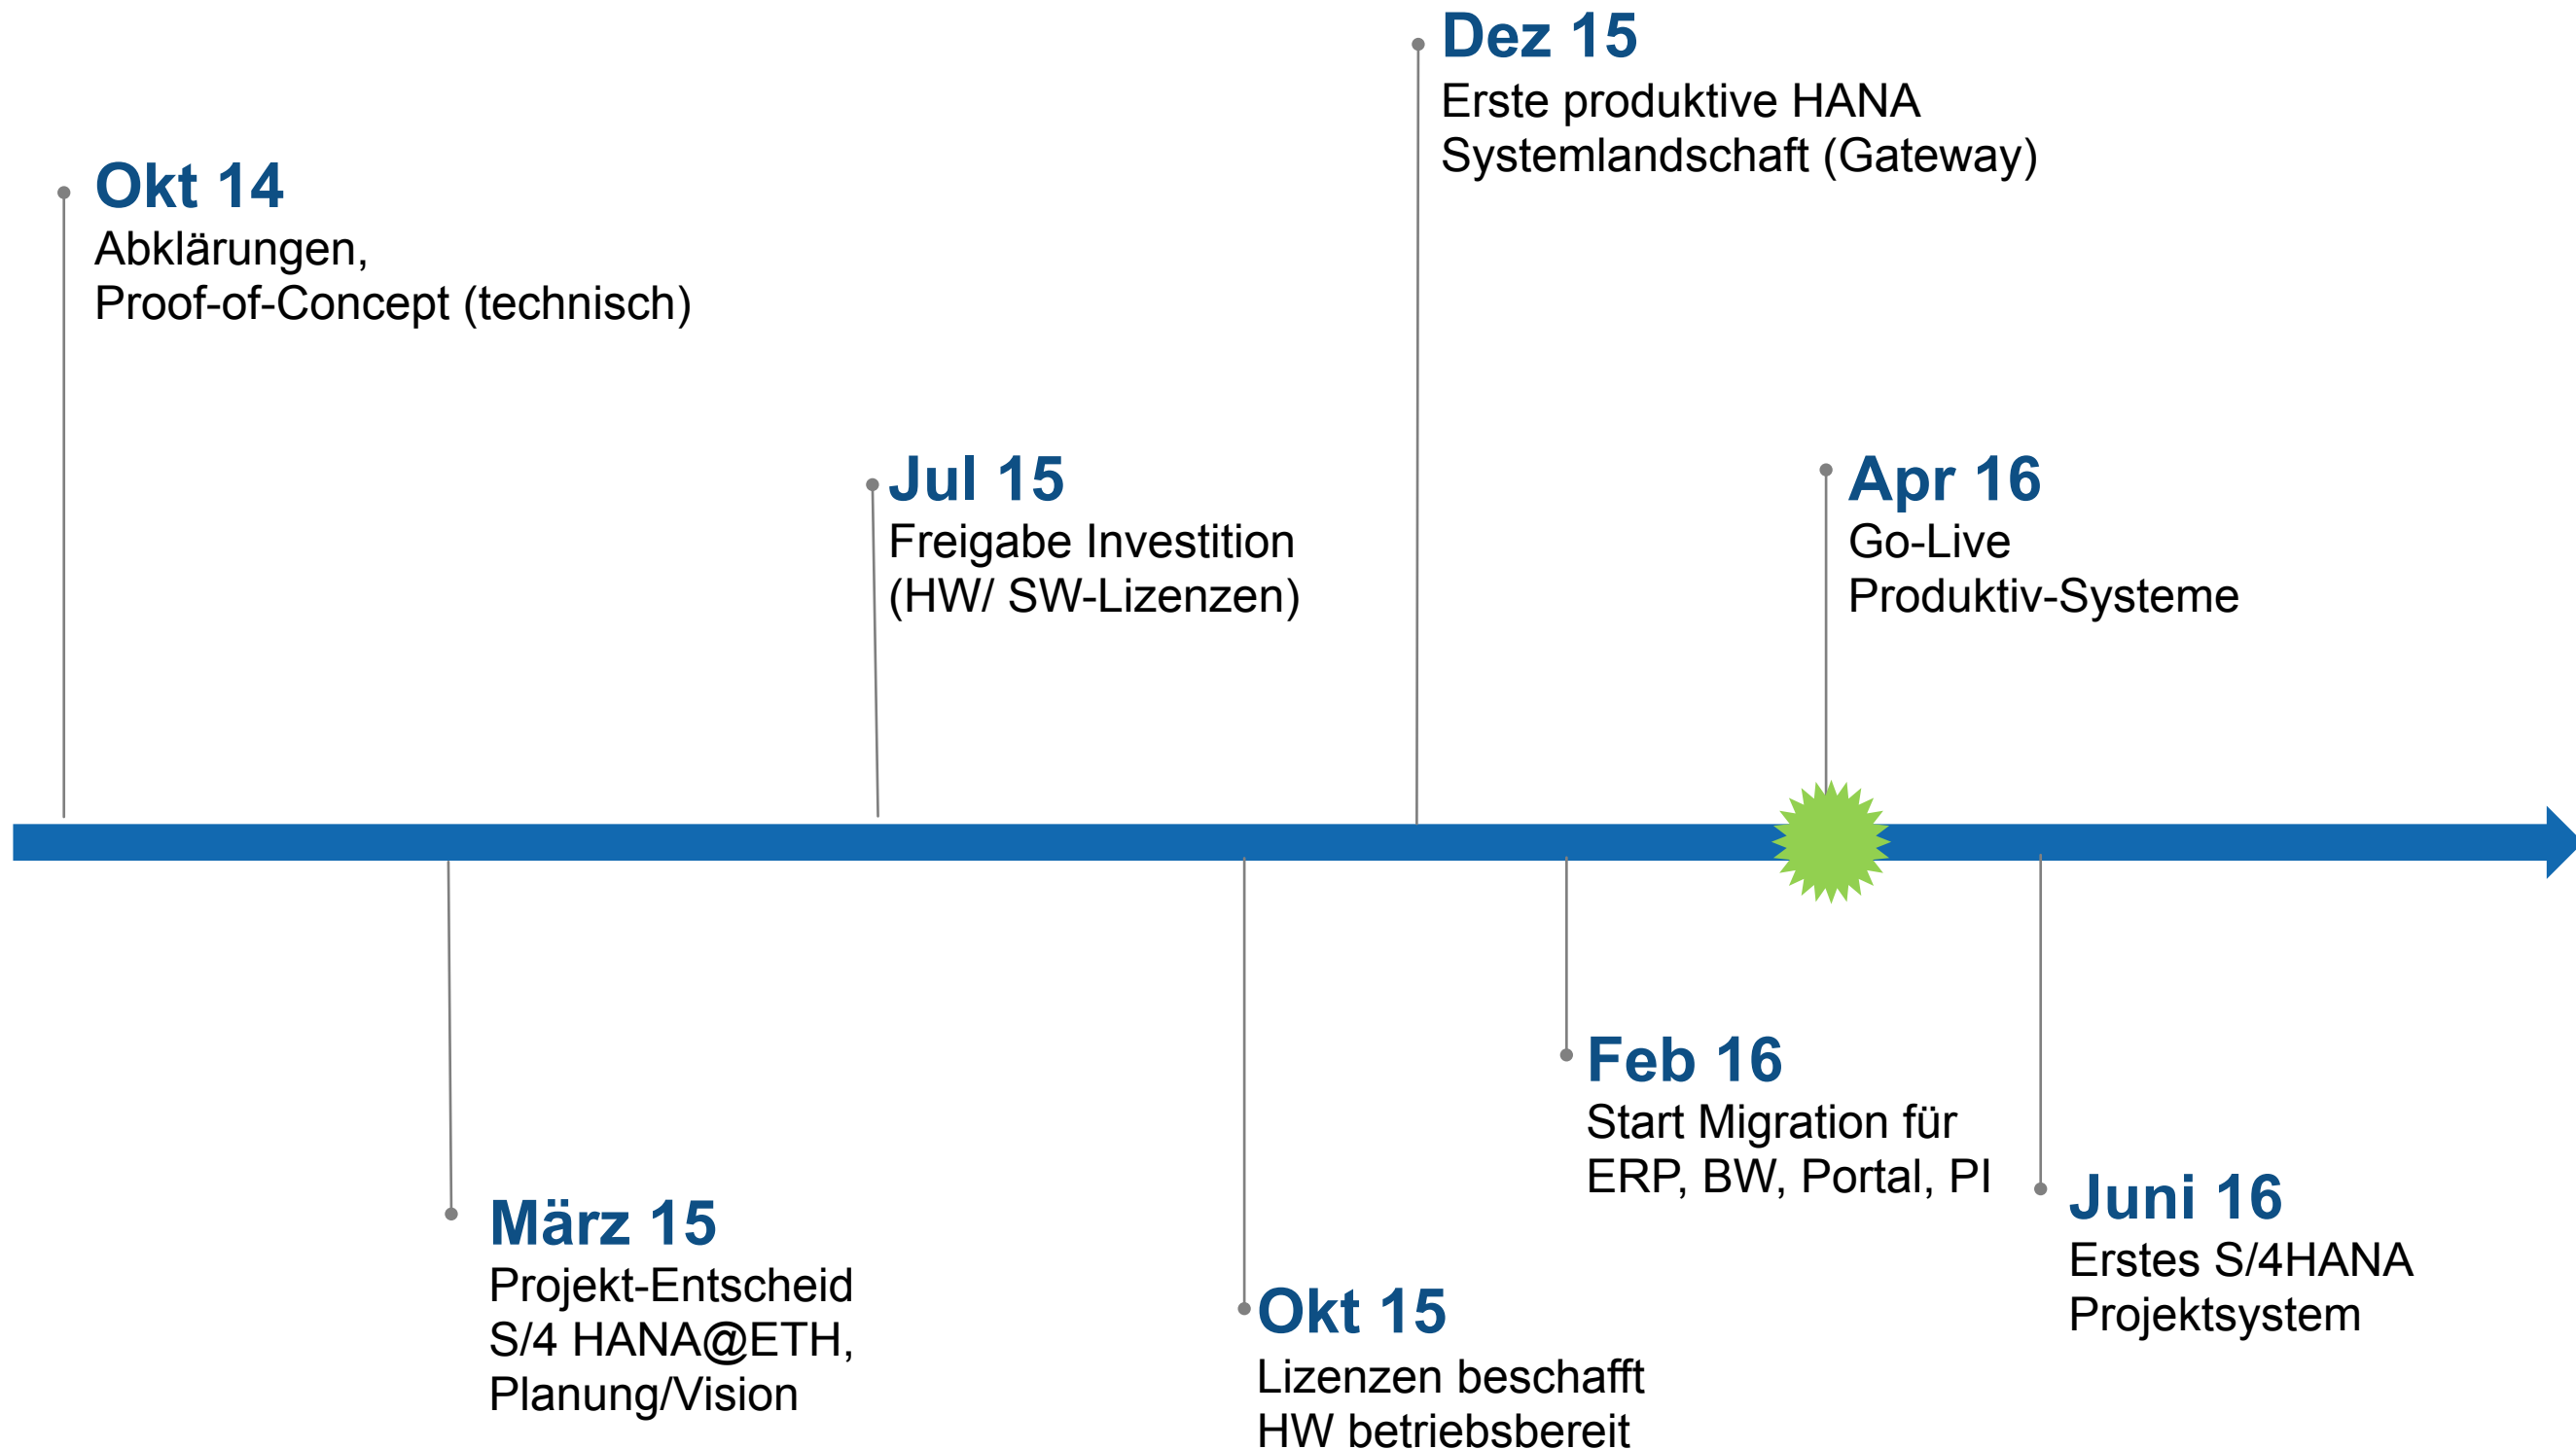 Okt 14
Abklärungen,
Proof-of-Concept (technisch)
März 15
Projekt-Entscheid
S/4 HANA@ETH,
Planung/Vision
Jul 15
Freigabe Investition
(HW/ SW-Lizenzen)
Okt 15
Lizenzen beschafft
HW betriebsbereit
Dez 15
Erste produktive HANA
Systemlandschaft (Gateway)
Feb 16
Start Migration für
ERP, BW, Portal, PI
Apr 16
Go-Live
Produktiv-Systeme
Juni 16
Erstes S/4HANA
Projektsystem